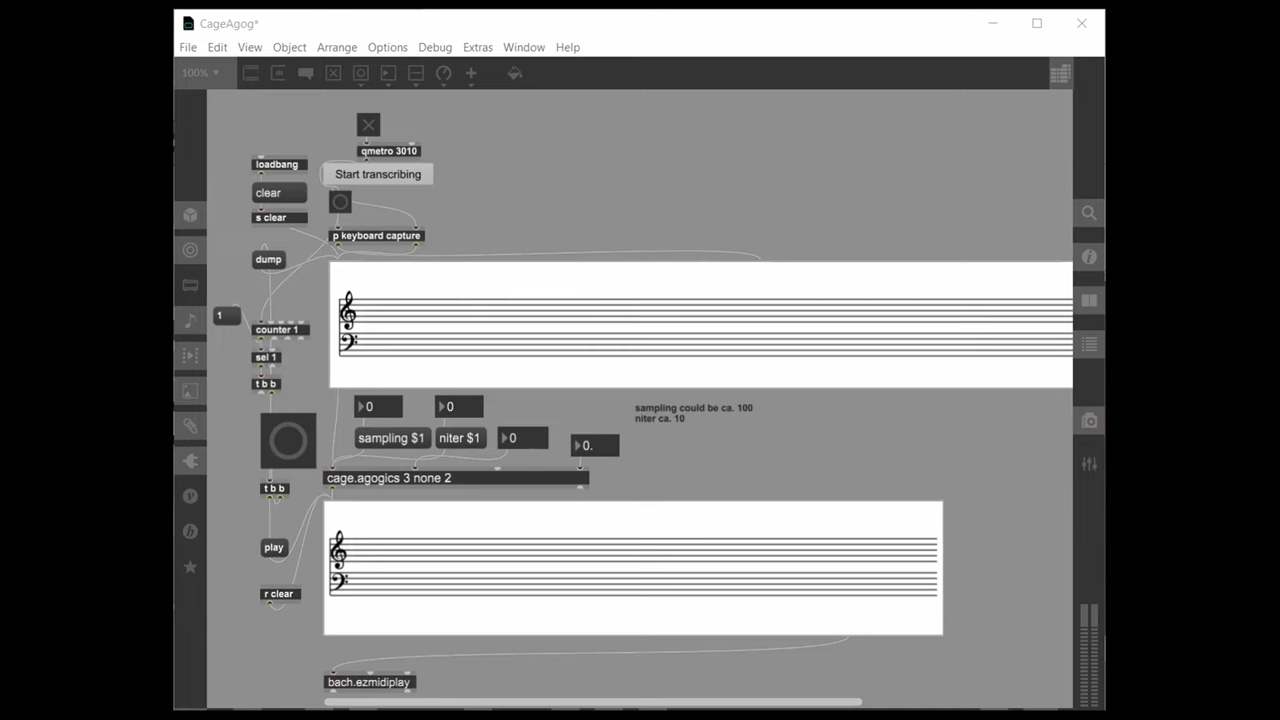 CageAgog*
File Edit View Object Arrange Options Debug Extras Window Help
100%
qmetro 3010
loadbang
Start transcribing
clear
s clear
p keyboard capture
dump
1
counter 1
sel 1
t b b
0
0
sampling could be ca. 100
niter ca. 10
sampling $1
niter $1
0
0.
cage.agogics 3 none 2
t b b
play
r clear
bach.ezmidiplay